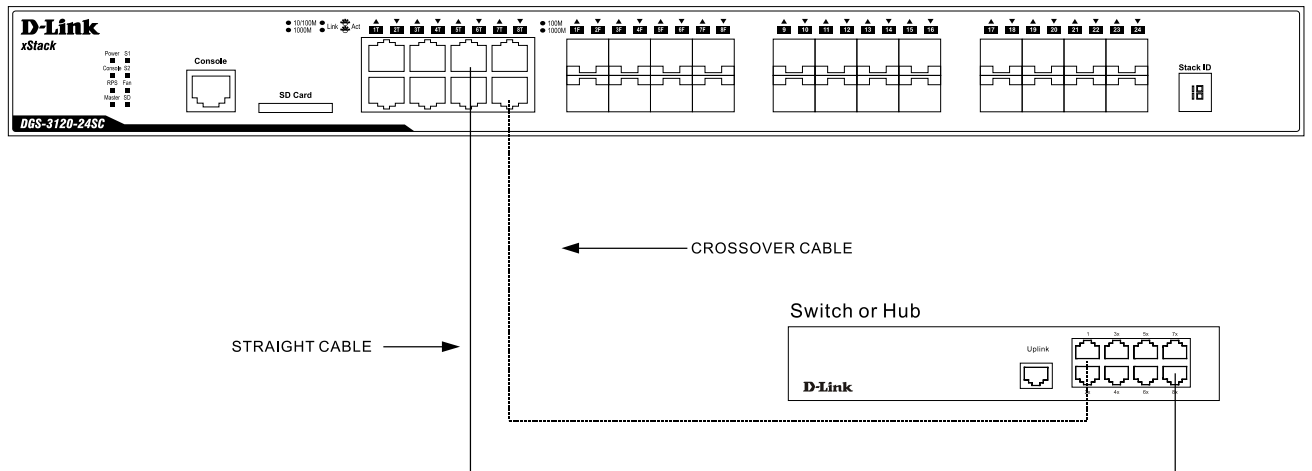 D-Link
xStack
Power S1
Console S2
RPS Fan
Master SD
DGS-3120-24SC
Console
SD Card
10/100M
1000M
Link
Act
1T 2T 3T 4T 5T 6T 7T 8T
100M
1000M
1F 2F 3F 4F 5F 6F 7F 8F
9 10 11 12 13 14 15 16
17 18 19 20 21 22 23 24
Stack ID
CROSSOVER CABLE
STRAIGHT CABLE
Switch or Hub
Uplink
1 3x 5x 7x
D-Link
4x 6x 8x